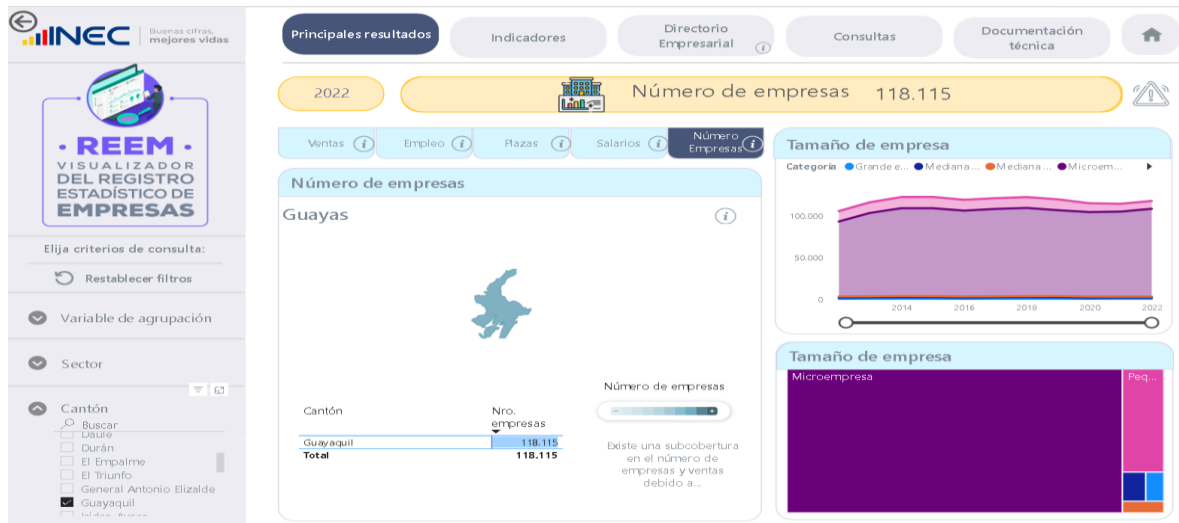 INEC
Buenas cifras,
mejores vidas
Principales resultados
Indicadores
Directorio
Empresarial
Consultas
Documentación
técnica
2022
Número de empresas 118.115
• REEM •
VISUALIZADOR
DEL REGISTRO
ESTADÍSTICO DE
EMPRESAS
Elija criterios de consulta:
Restablecer filtros
Variable de agrupación
Sector
Cantón
Buscar
Daule
Durán
El Empalme
El Triunfo
General Antonio Elizalde
Guayaquil
Ventas
Empleo
Plazas
Salarios
Número
Empresas
Número de empresas
Guayas
Número de empresas
Cantón
Nro.
empresas
Guayaquil 118.115
Total 118.115
Existe una subcobertura
en el número de
empresas y ventas
debido a...
Tamaño de empresa
Categoría Grande e... Mediana ... Mediana ... Microem...
100.000
50.000
0
2014 2016 2018 2020 2022
Tamaño de empresa
Microempresa
Peq...